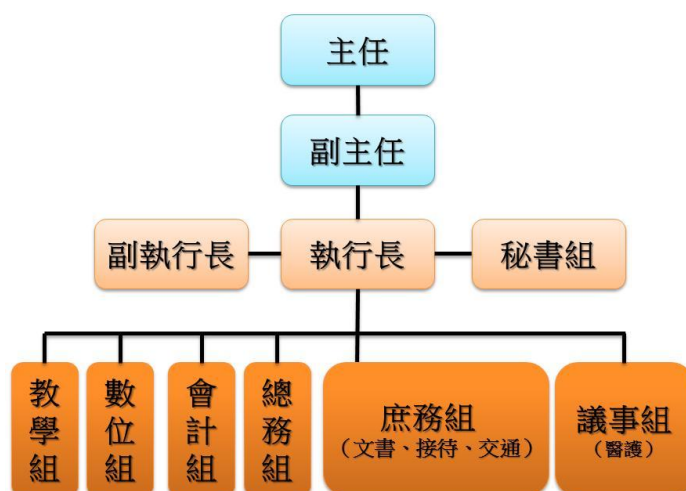 主任
副主任
副執行長
執行長
秘書組
教學組
數位組
會計組
總務組
庶務組
（文書、接待、交通）
議事組
（醫護）